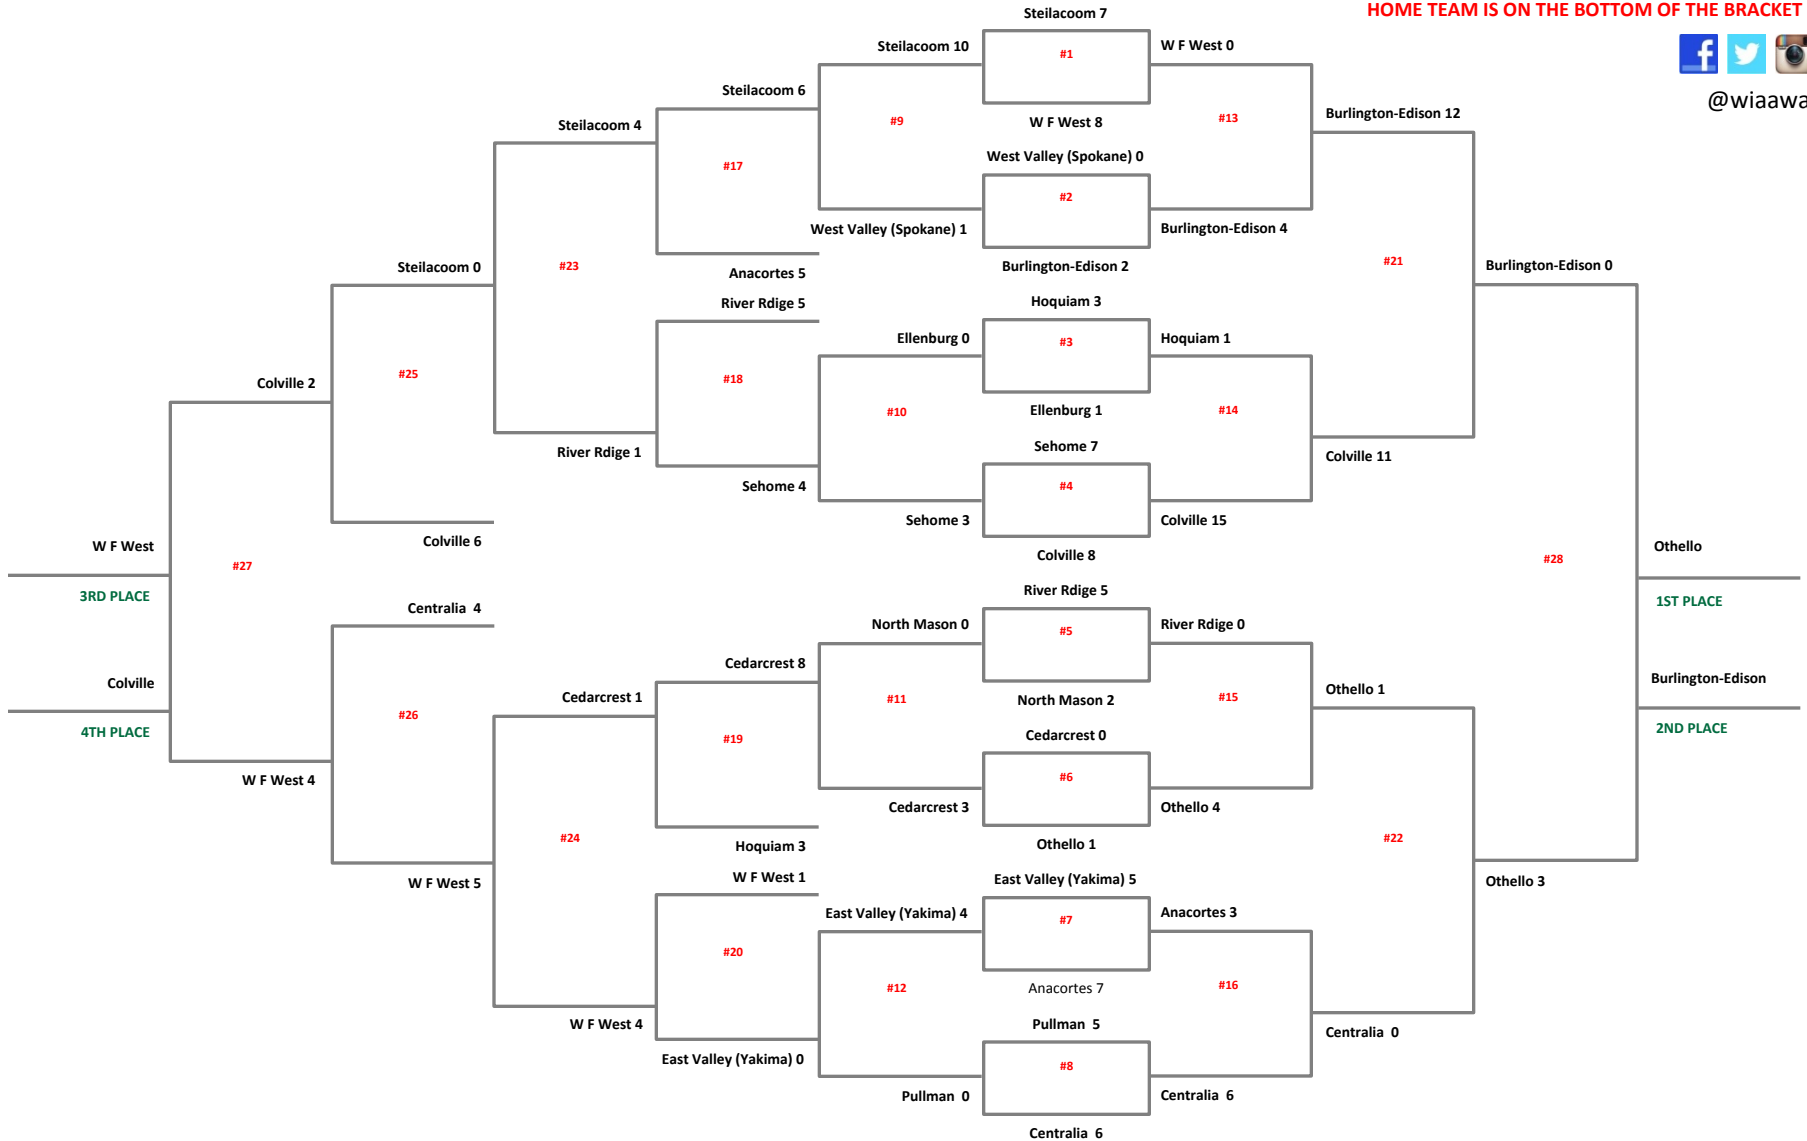 Steilacoom 7
HOME TEAM IS ON THE BOTTOM OF THE BRACKET
Steilacoom 10
#1
W F West 0
Steilacoom 6
@wiaawa
Steilacoom 4
#9
W F West 8
#13
Burlington-Edison 12
#17
West Valley (Spokane) 0
#2
West Valley (Spokane) 1
Burlington-Edison 4
Steilacoom 0
#23
Anacortes 5
Burlington-Edison 2
#21
Burlington-Edison 0
River Rdige 5
Hoquiam 3
Ellenburg 0
#3
Hoquiam 1
Colville 2
#25
#18
#10
Ellenburg 1
#14
River Rdige 1
Sehome 7
Colville 11
Sehome 4
#4
Sehome 3
Colville 15
W F West
Colville 6
Colville 8
Othello
#27
#28
3RD PLACE
River Rdige 5
1ST PLACE
Centralia 4
North Mason 0
#5
River Rdige 0
Colville
Cedarcrest 8
Burlington-Edison
Cedarcrest 1
#11
North Mason 2
#15
Othello 1
4TH PLACE
#26
#19
Cedarcrest 0
2ND PLACE
W F West 4
#6
Cedarcrest 3
Othello 4
#24
Hoquiam 3
Othello 1
#22
W F West 5
W F West 1
East Valley (Yakima) 5
Othello 3
East Valley (Yakima) 4
#7
Anacortes 3
#20
#12
Anacortes 7
#16
W F West 4
Pullman 5
Centralia 0
East Valley (Yakima) 0
#8
Pullman 0
Centralia 6
Centralia 6